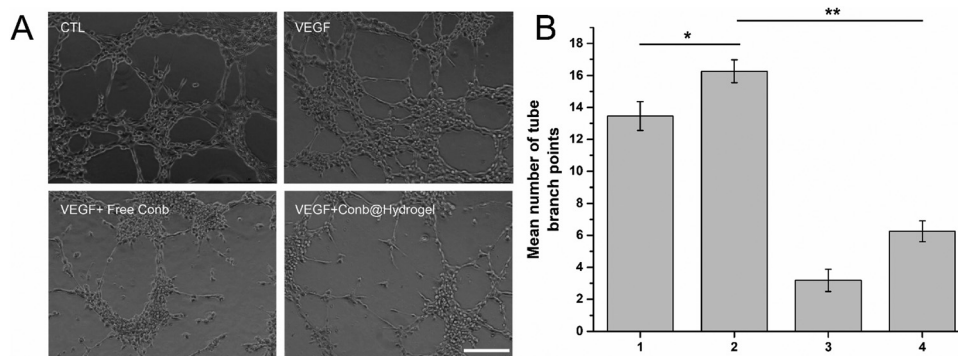 A
CTL
VEGF
VEGF+ Free Conb
VEGF+Conb@Hydrogel
B
Mean number of tube
branch points
18
16
14
12
10
8
6
4
2
0
*
**
1 2 3 4